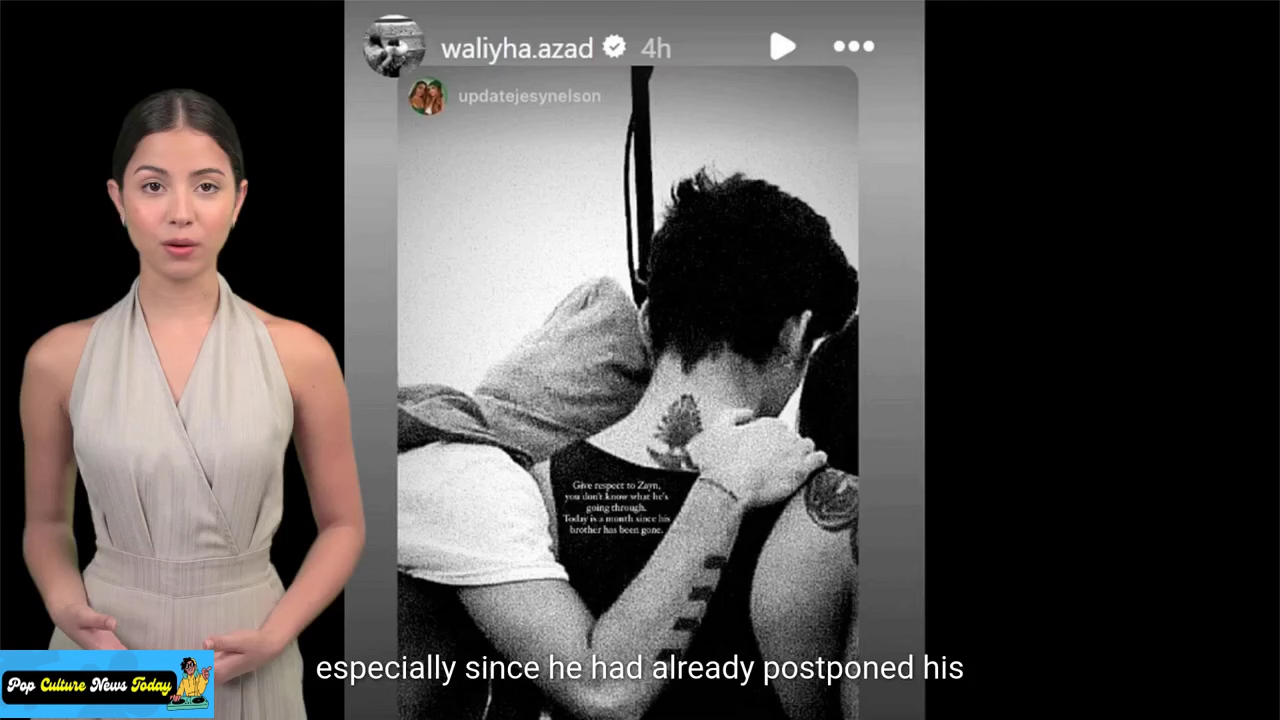 waliyha.azad 4h
updatejesynelson
Give respect to Zayn,
you don't know what he's
going through.
Today is a month since his
brother has been gone.
especially since he had already postponed his
Pop Culture News Today